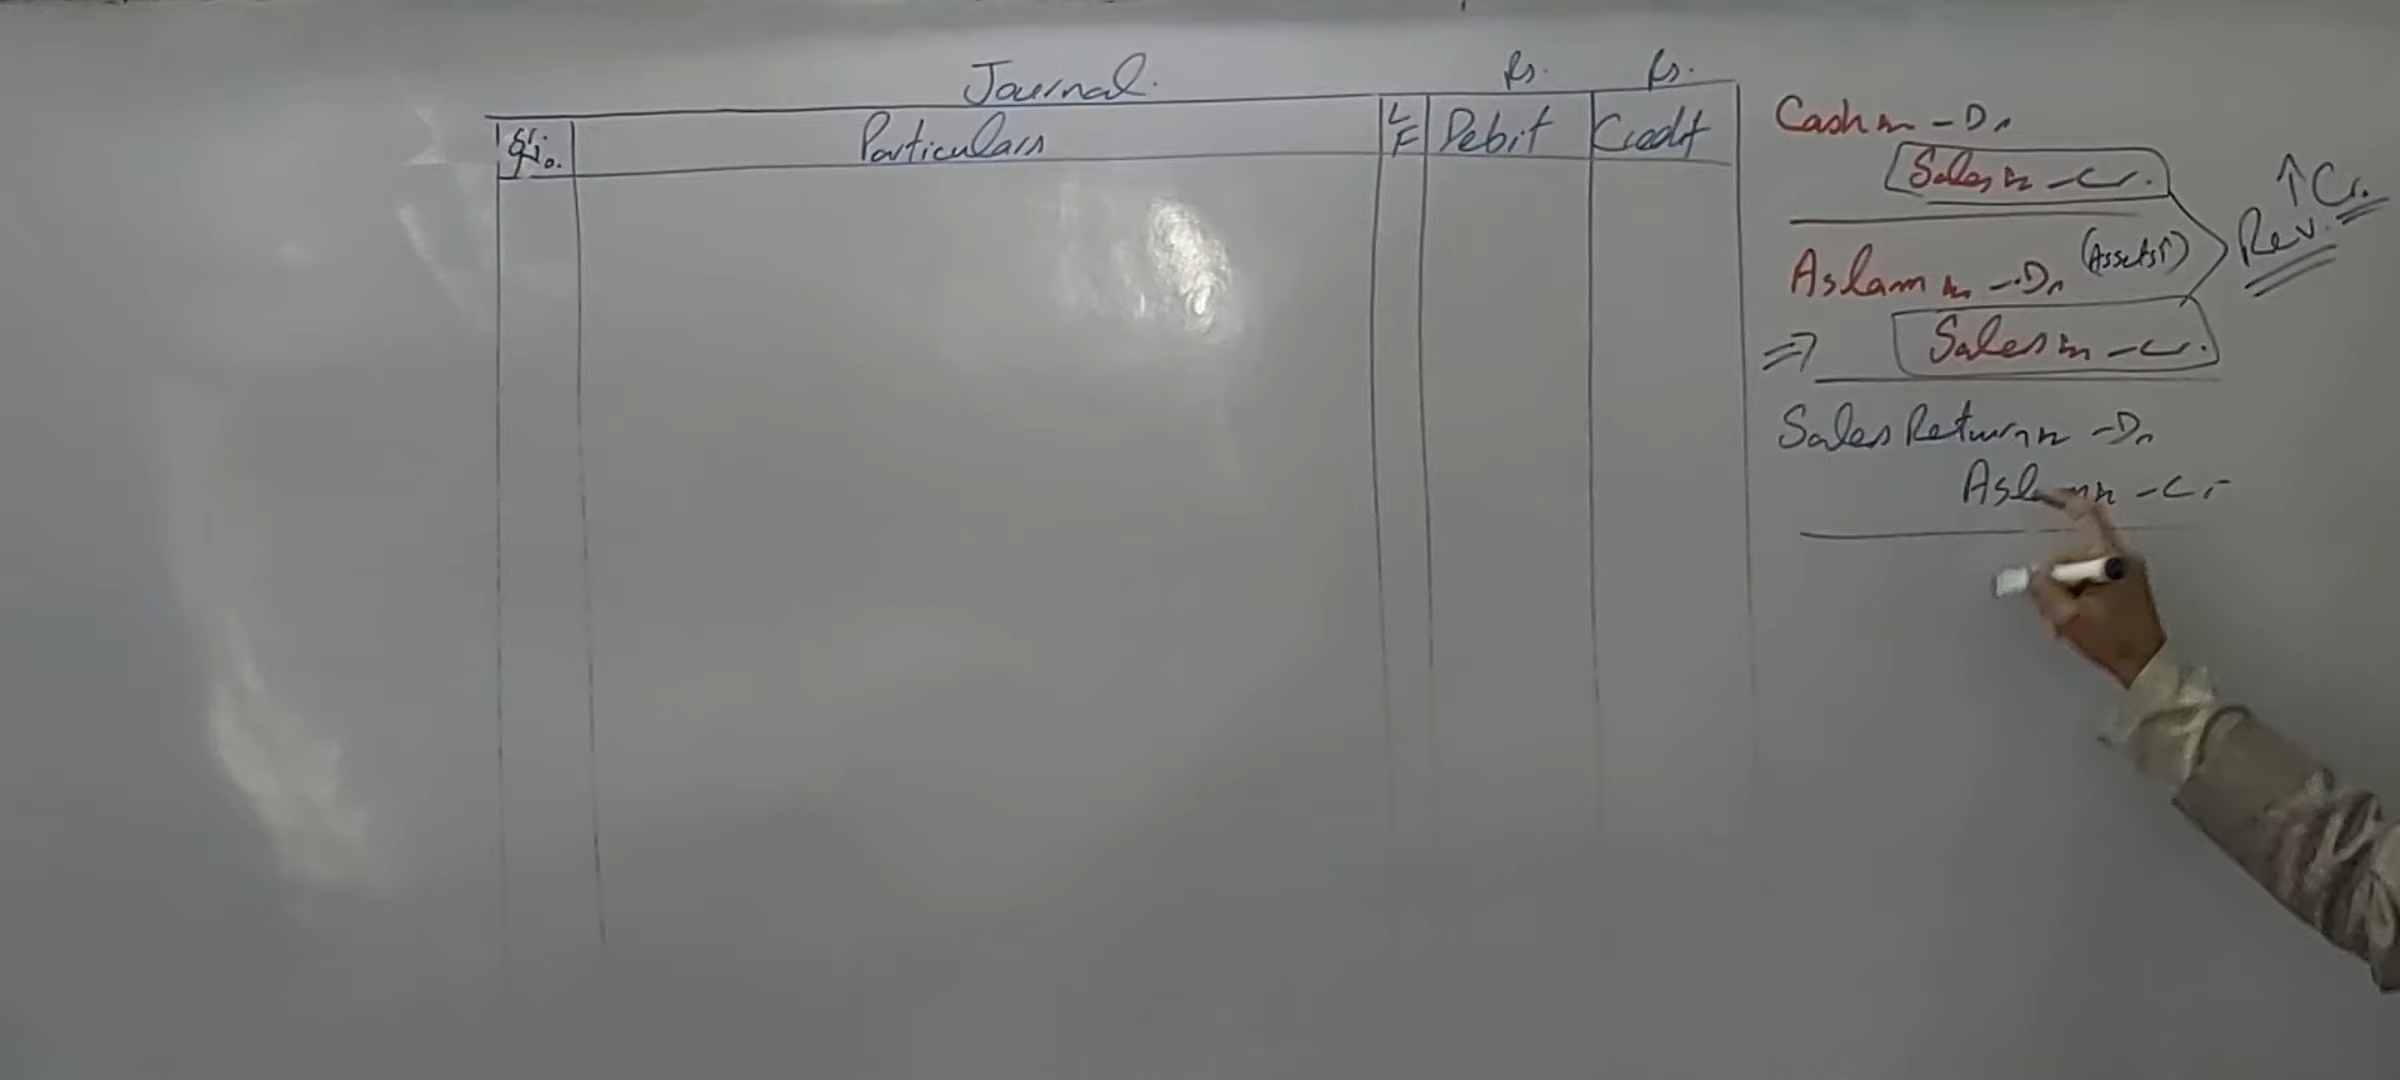 Journal.
Rs. Rs.
Sr. No. Particulars L F Debit Credit
Cash – Dr
Sales – Cr.
↑ Cr.
Rev.
Aslam – Dr (Assets↑)
⇒ Sales – Cr.
Sales Return – Dr
Aslam – Cr